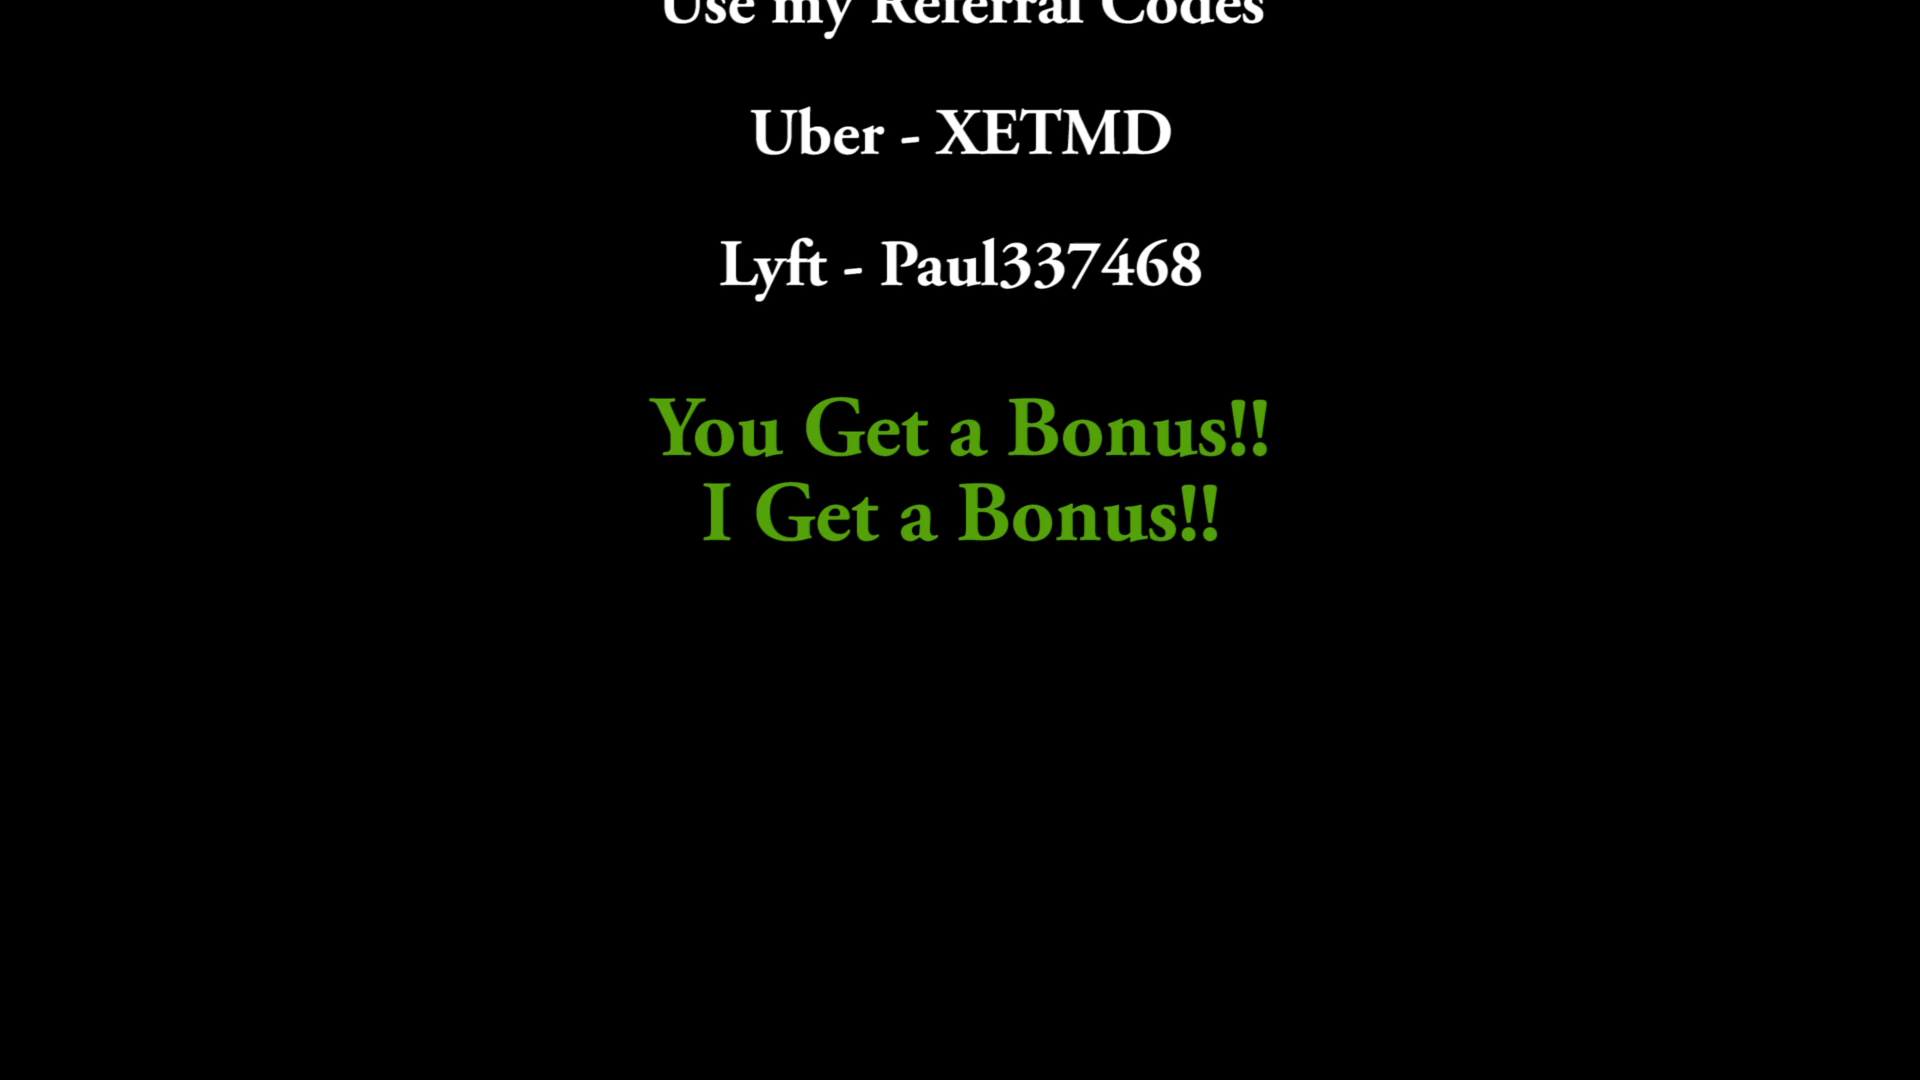 Use my Referral Codes
Uber - XETMD
Lyft - Paul337468
You Get a Bonus!!
I Get a Bonus!!